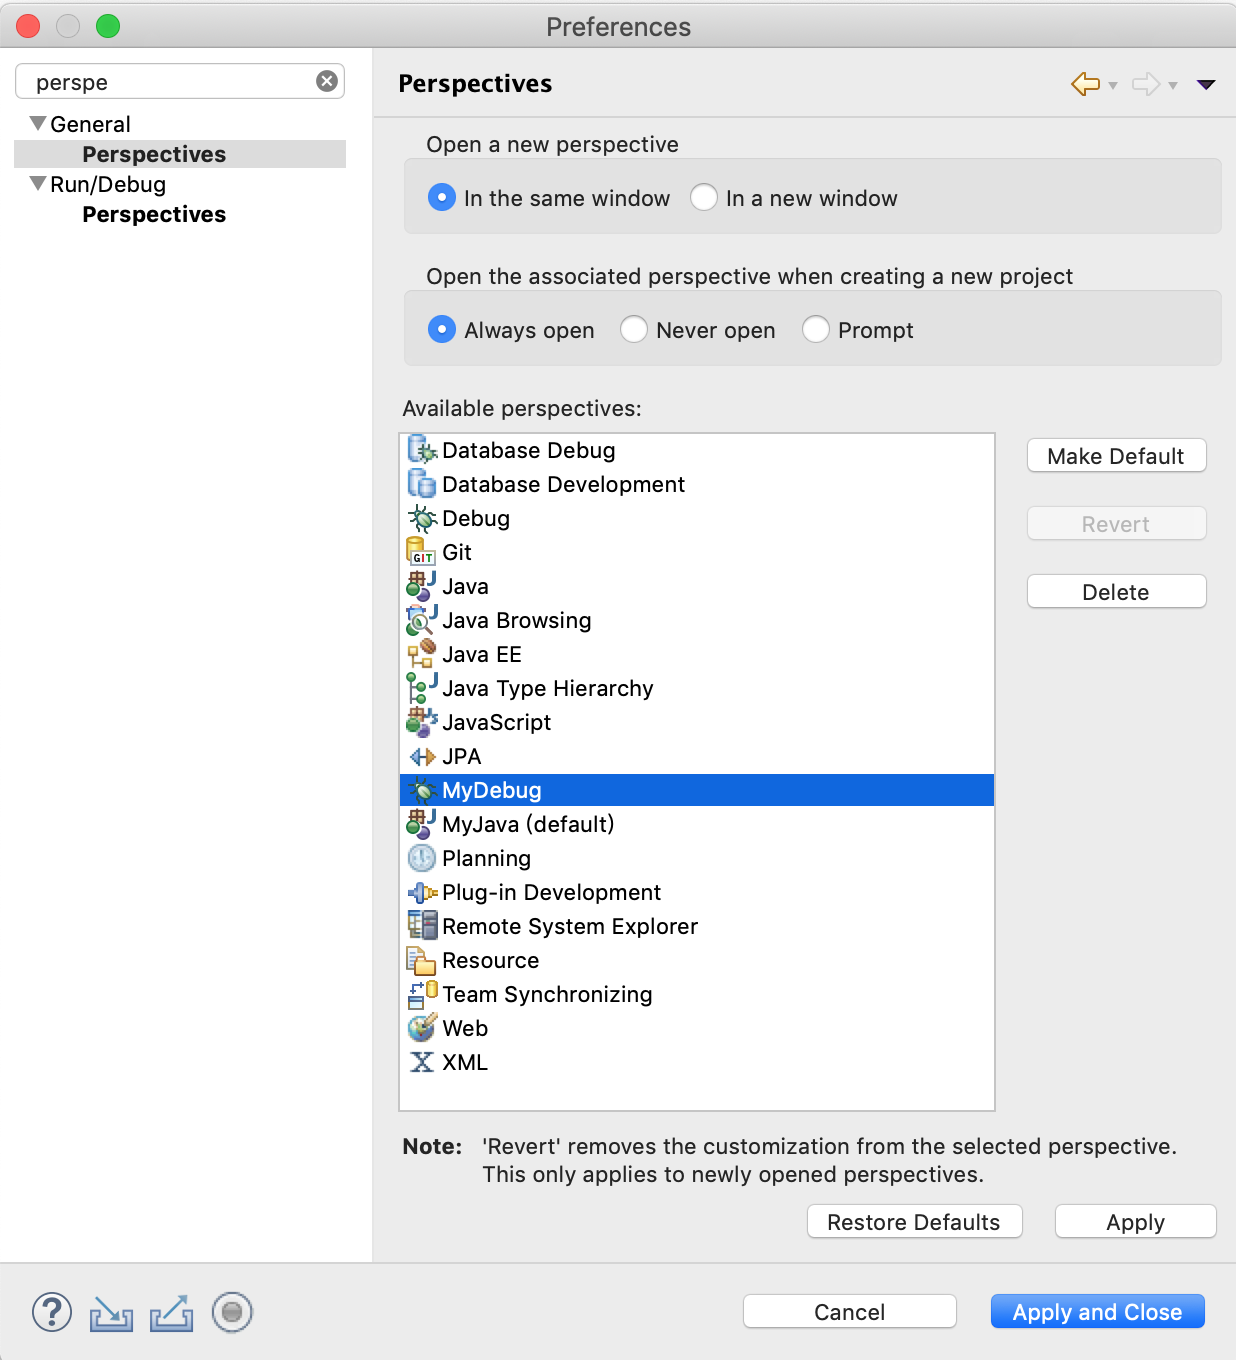 Preferences
perspe
General
Perspectives
Run/Debug
Perspectives
Perspectives
Open a new perspective
In the same window In a new window
Open the associated perspective when creating a new project
Always open Never open Prompt
Available perspectives:
Database Debug
Database Development
Debug
GIT Git
Java
Java Browsing
Java EE
Java Type Hierarchy
JavaScript
JPA
MyDebug
MyJava (default)
Planning
Plug-in Development
Remote System Explorer
Resource
Team Synchronizing
Web
XML
Make Default
Revert
Delete
Note: 'Revert' removes the customization from the selected perspective.
This only applies to newly opened perspectives.
Restore Defaults Apply
? Cancel Apply and Close